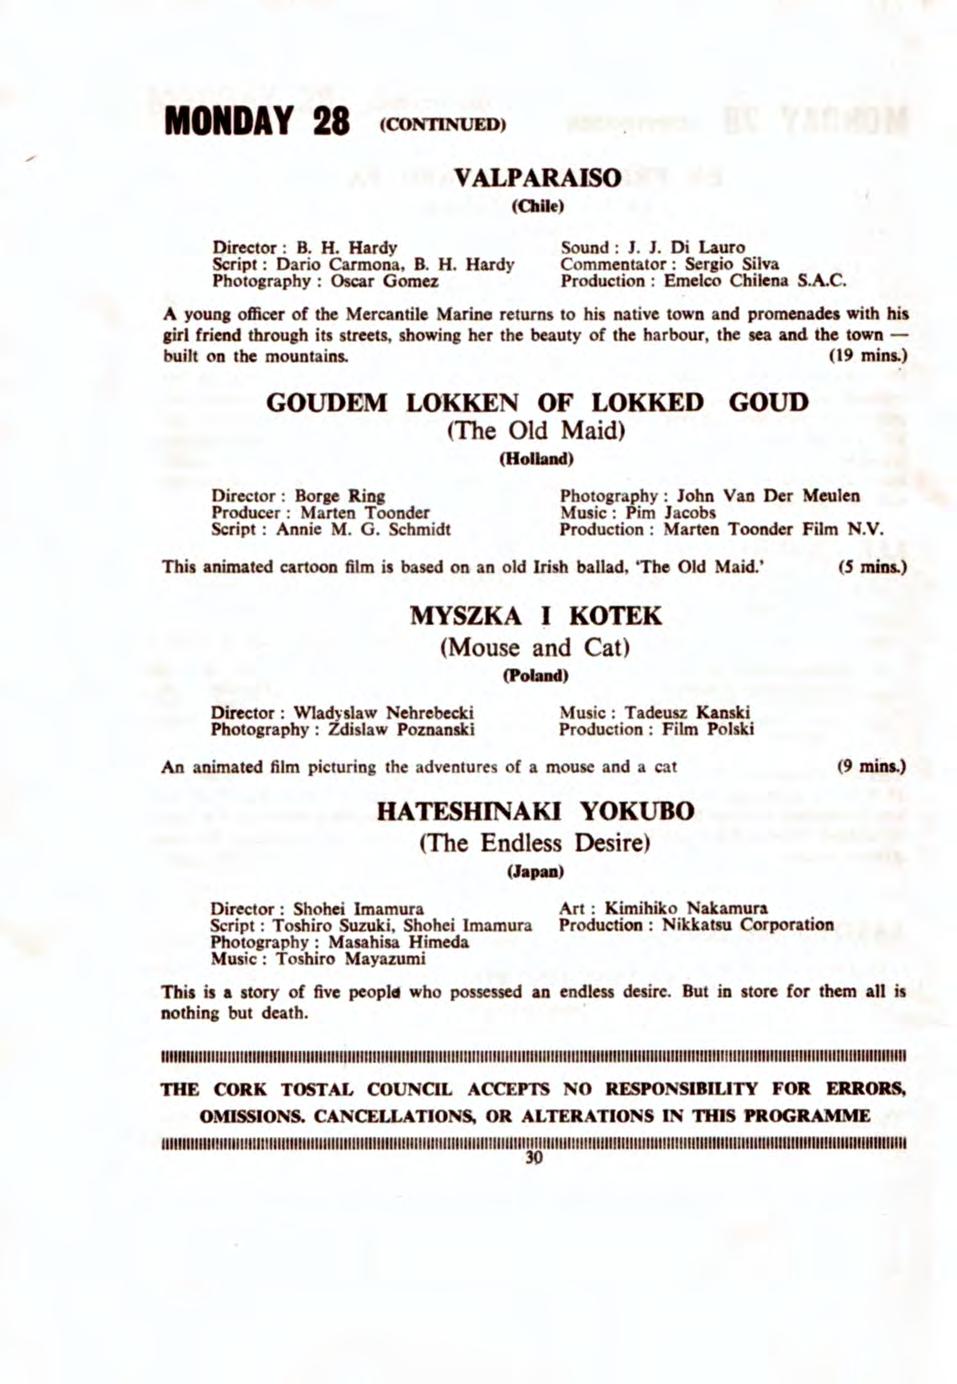 MONDAY 28 (CONTINUED)
VALPARAISO
(Chile)
Director : B. H. Hardy
Script : Dario Carmona, B. H. Hardy
Photography : Oscar Gomez
Sound : J. J. Di Lauro
Commentator : Sergio Silva
Production : Emelco Chilena S.A.C.
A young officer of the Mercantile Marine returns to his native town and promenades with his
girl friend through its streets, showing her the beauty of the harbour, the sea and the town —
built on the mountains. (19 mins.)
GOUDEM LOKKEN OF LOKKED GOUD
(The Old Maid)
(Holland)
Director : Borge Ring
Producer : Marten Toonder
Script : Annie M. G. Schmidt
Photography : John Van Der Meulen
Music : Pim Jacobs
Production : Marten Toonder Film N.V.
This animated cartoon film is based on an old Irish ballad, ‘The Old Maid.’ (5 mins.)
MYSZKA I KOTEK
(Mouse and Cat)
(Poland)
Director : Wladyslaw Nehrebecki
Photography : Zdislaw Poznanski
Music : Tadeusz Kanski
Production : Film Polski
An animated film picturing the adventures of a mouse and a cat (9 mins.)
HATESHINAKI YOKUBO
(The Endless Desire)
(Japan)
Director : Shohei Imamura
Script : Toshiro Suzuki, Shohei Imamura
Photography : Masahisa Himeda
Music : Toshiro Mayazumi
Art : Kimihiko Nakamura
Production : Nikkatsu Corporation
This is a story of five people who possessed an endless desire. But in store for them all is
nothing but death.
THE CORK TOSTAL COUNCIL ACCEPTS NO RESPONSIBILITY FOR ERRORS,
OMISSIONS. CANCELLATIONS, OR ALTERATIONS IN THIS PROGRAMME
30